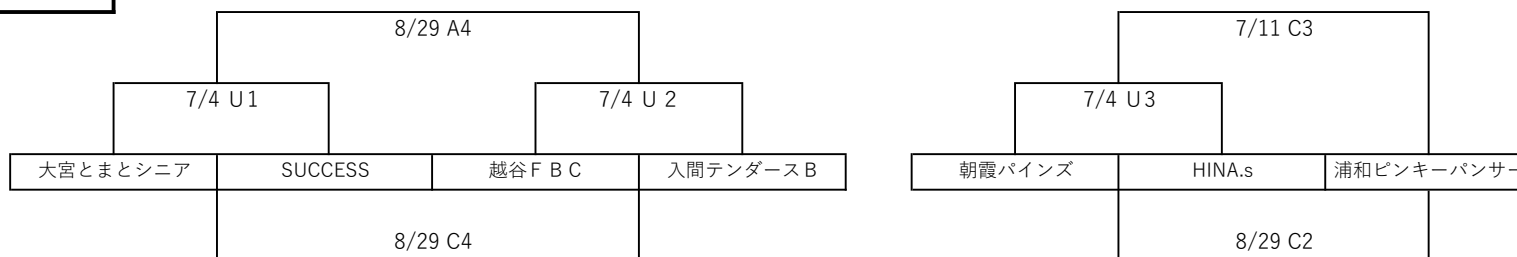 8/29 A4
7/11 C3
7/4 U1
7/4 U 2
7/4 U3
大宮とまとシニア
SUCCESS
越谷ＦＢＣ
入間テンダースＢ
朝霞パインズ
HINA.s
浦和ピンキーパンサー
8/29 C4
8/29 C2